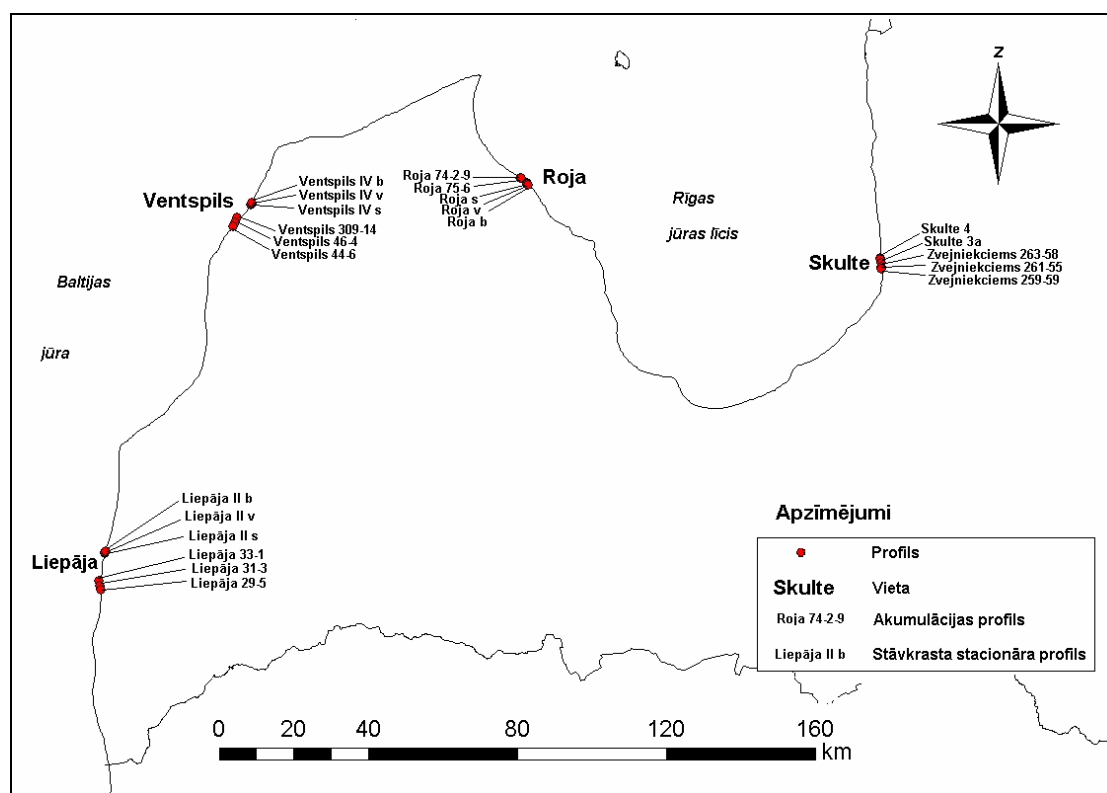 Z
Ventspils IV b
Ventspils IV v
Ventspils IV s
Ventspils
Ventspils 309-14
Ventspils 46-4
Ventspils 44-6
Roja 74-2-9
Roja 75-6
Roja s
Roja v
Roja b
Roja
Rīgas
jūras līcis
Skulte 4
Skulte 3a
Zvejniekciems 263-58
Zvejniekciems 261-55
Zvejniekciems 259-59
Skulte
Baltijas
jūra
Liepāja II b
Liepāja II v
Liepāja II s
Liepāja
Liepāja 33-1
Liepāja 31-3
Liepāja 29-5
Apzīmējumi
Profils
Skulte Vieta
Roja 74-2-9 Akumulācijas profils
Liepāja II b Stāvkrasta stacionāra profils
0 20 40 80 120 160
km